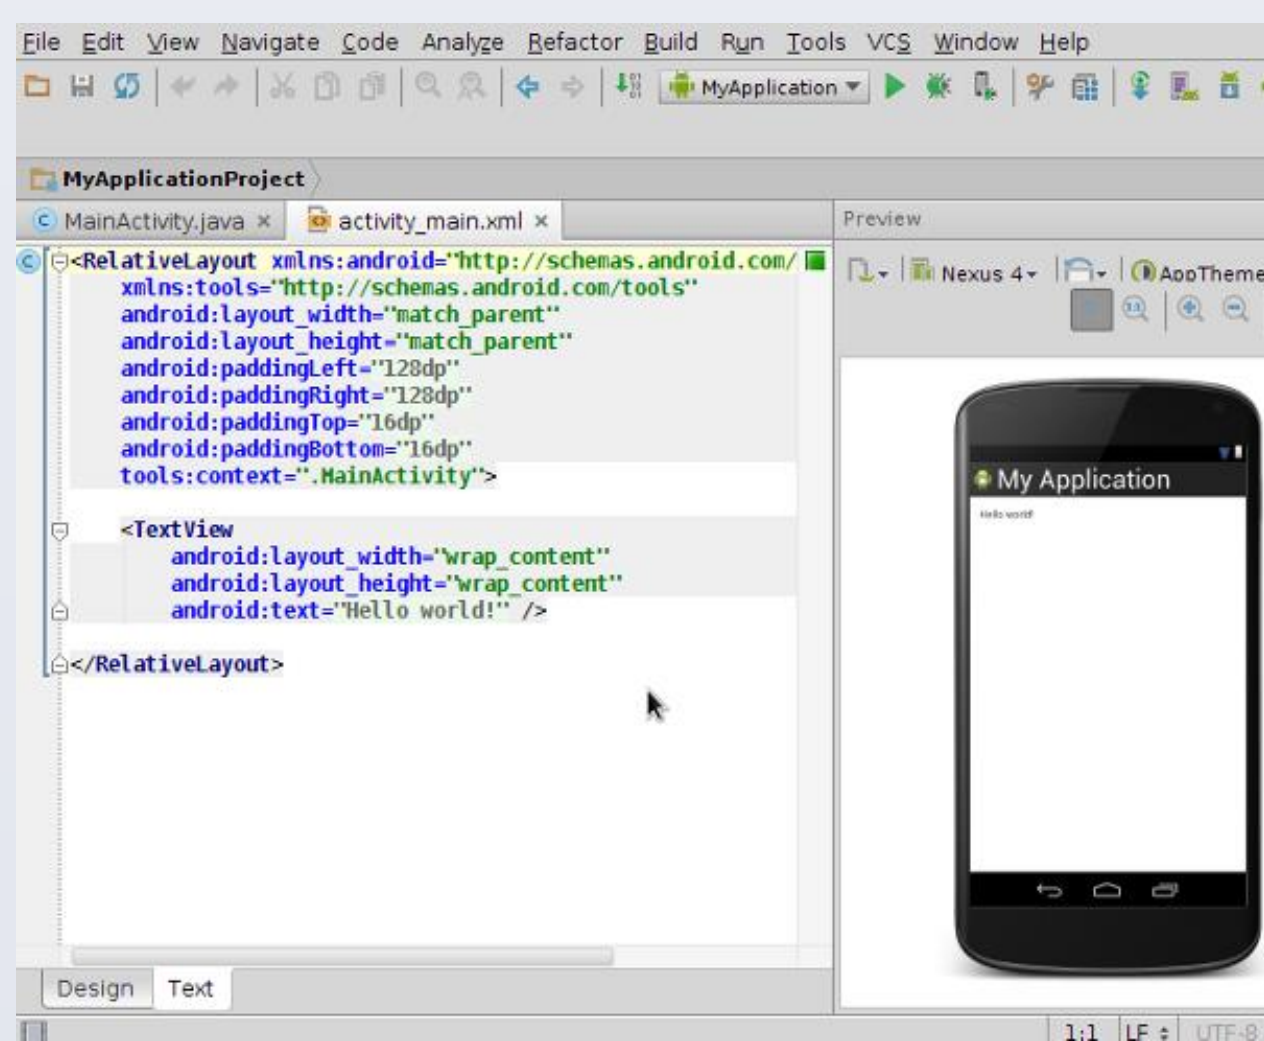 File Edit View Navigate Code Analyze Refactor Build Run Tools VCS Window Help
MyApplication
MyApplicationProject
MainActivity.java × activity_main.xml ×
Preview
<RelativeLayout xmlns:android="http://schemas.android.com/
xmlns:tools="http://schemas.android.com/tools"
android:layout_width="match_parent"
android:layout_height="match_parent"
android:paddingLeft="128dp"
android:paddingRight="128dp"
android:paddingTop="16dp"
android:paddingBottom="16dp"
tools:context=".MainActivity">
<TextView
android:layout_width="wrap_content"
android:layout_height="wrap_content"
android:text="Hello world!" />
</RelativeLayout>
Nexus 4 AppTheme
1:1
My Application
Hello world!
Design Text
1:1 LF UTF-8